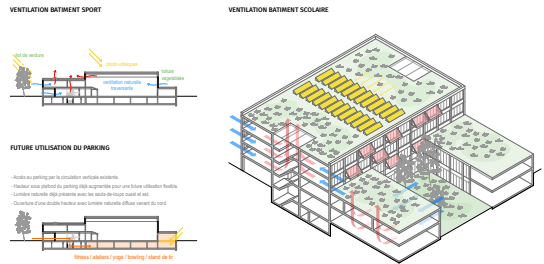 VENTILATION BATIMENT SPORT
VENTILATION BATIMENT SCOLAIRE
îlot de verdure
photovoltaïques
toiture
végétalisée
ventilation naturelle
traversante
FUTURE UTILISATION DU PARKING
- Accès au parking par la circulation verticale existante.
- Hauteur sous plafond du parking déjà augmentée pour une future utilisation flexible.
- Lumière naturelle déjà présente avec les sauts-de-loups ouest et est.
- Ouverture d'une double hauteur avec lumière naturelle diffuse venant du nord.
fitness / ateliers / yoga / bowling / stand de tir